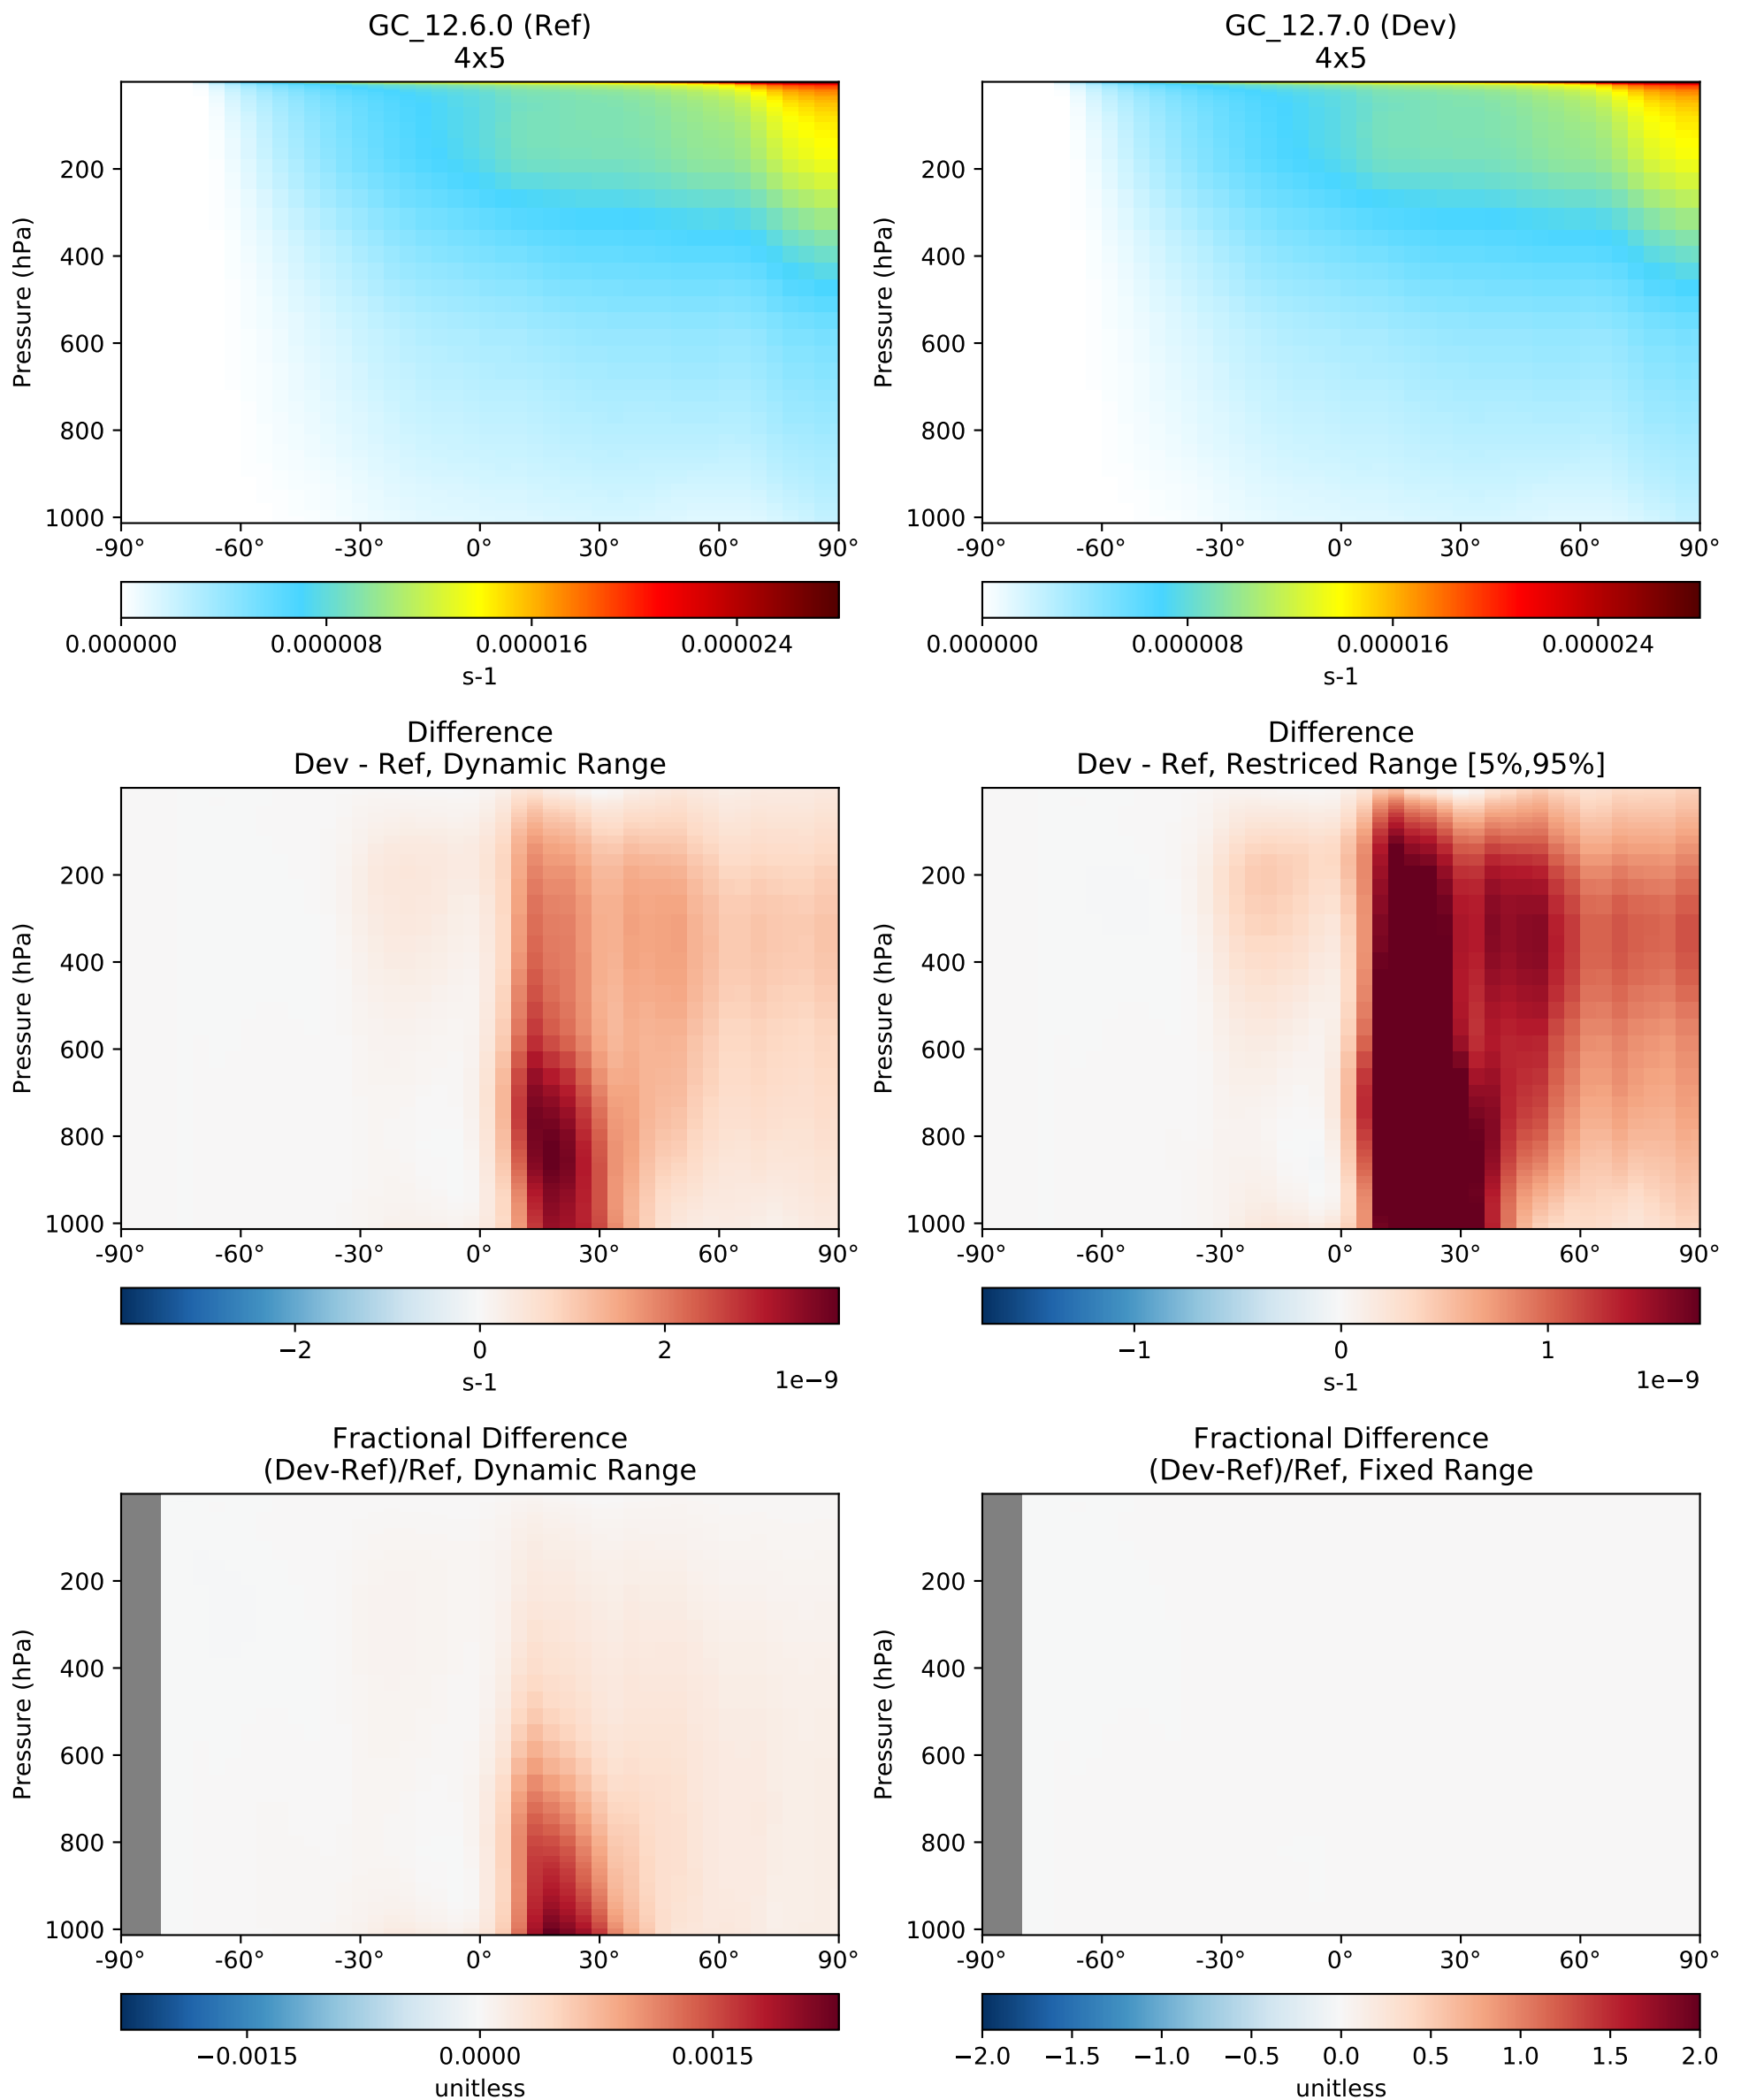 GC_12.6.0 (Ref)
4x5
Pressure (hPa)
200
400
600
800
1000
-90° -60° -30° 0° 30° 60° 90°
0.000000 0.000008 0.000016 0.000024
s-1
GC_12.7.0 (Dev)
4x5
Pressure (hPa)
200
400
600
800
1000
-90° -60° -30° 0° 30° 60° 90°
0.000000 0.000008 0.000016 0.000024
s-1
Difference
Dev - Ref, Dynamic Range
Pressure (hPa)
200
400
600
800
1000
-90° -60° -30° 0° 30° 60° 90°
−2 0 2
s-1 1e−9
Difference
Dev - Ref, Restriced Range [5%,95%]
Pressure (hPa)
200
400
600
800
1000
-90° -60° -30° 0° 30° 60° 90°
−1 0 1
s-1 1e−9
Fractional Difference
(Dev-Ref)/Ref, Dynamic Range
Pressure (hPa)
200
400
600
800
1000
-90° -60° -30° 0° 30° 60° 90°
−0.0015 0.0000 0.0015
unitless
Fractional Difference
(Dev-Ref)/Ref, Fixed Range
Pressure (hPa)
200
400
600
800
1000
-90° -60° -30° 0° 30° 60° 90°
−2.0 −1.5 −1.0 −0.5 0.0 0.5 1.0 1.5 2.0
unitless